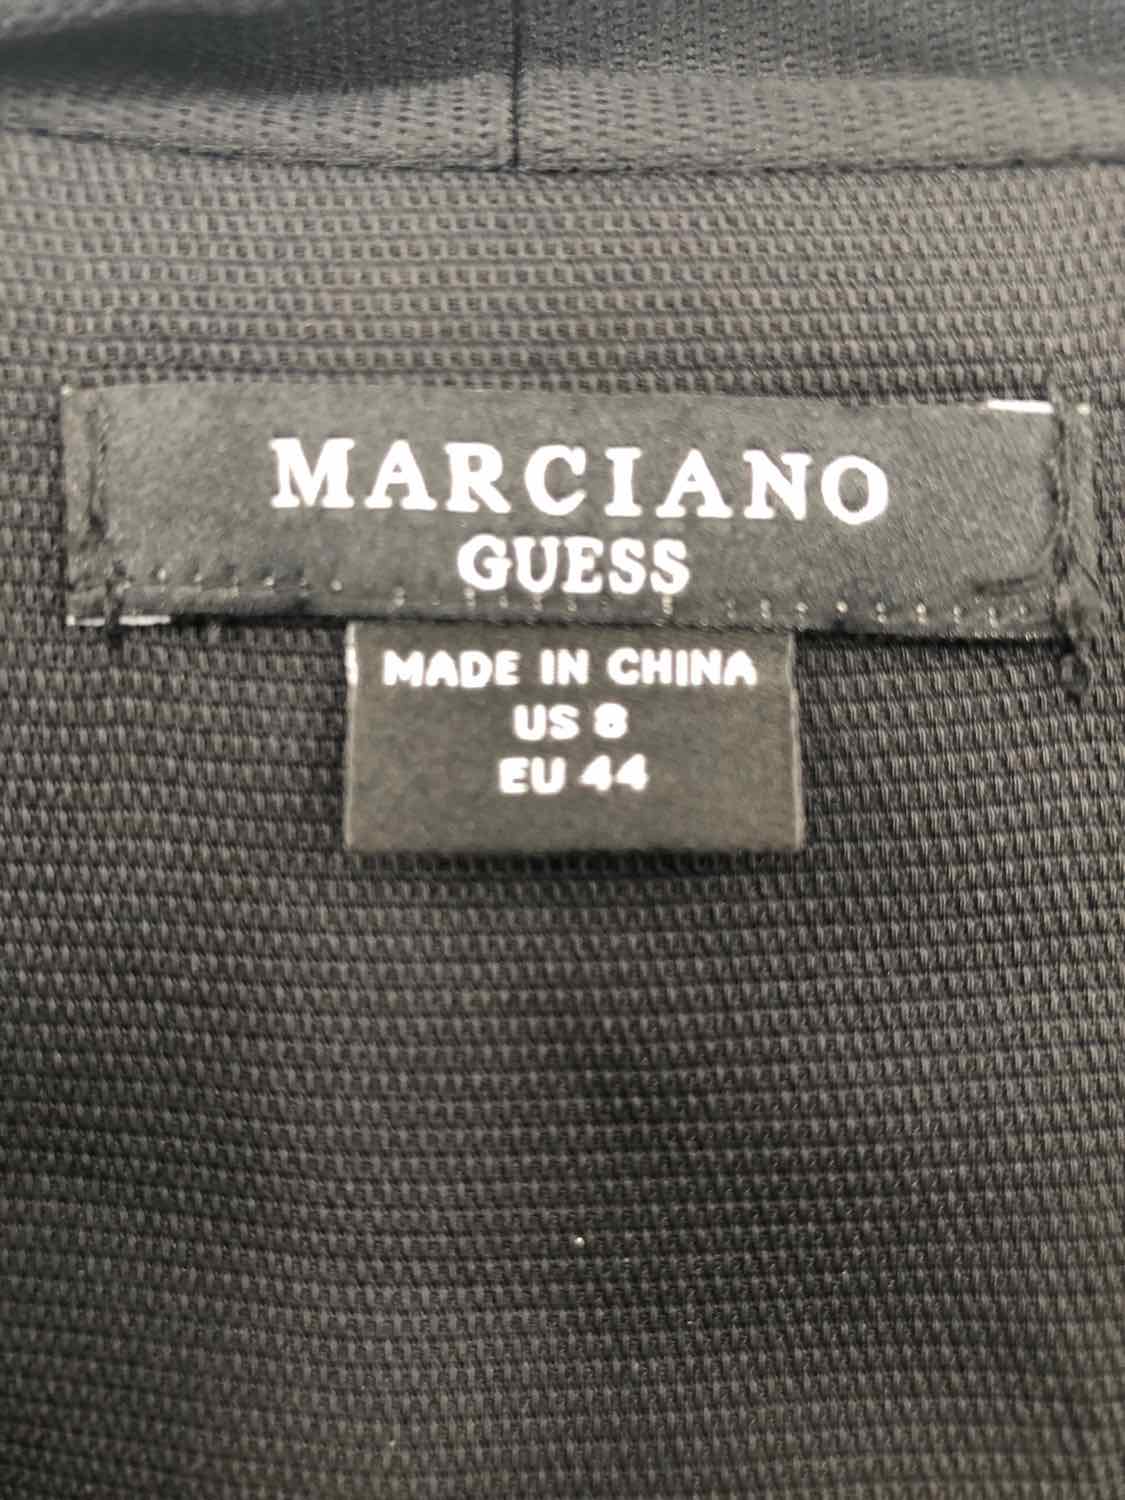 MARCIANO
GUESS
MADE IN CHINA
US 8
EU 44